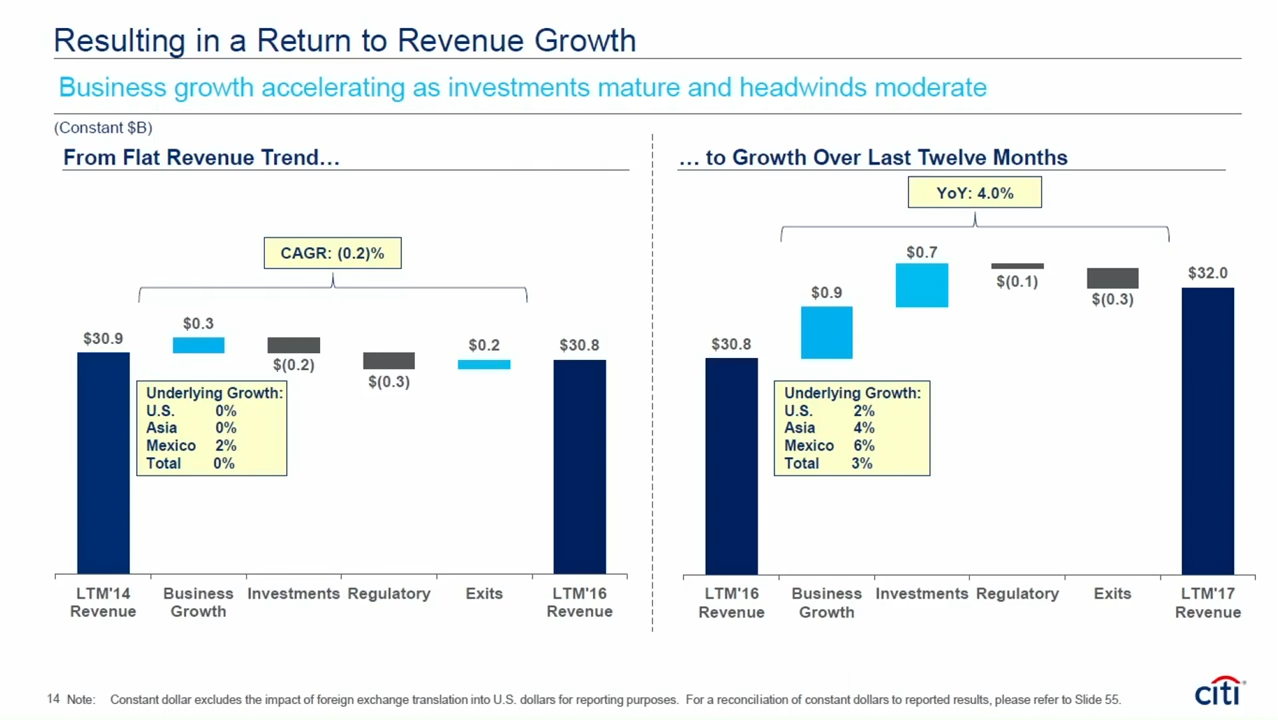 Resulting in a Return to Revenue Growth
Business growth accelerating as investments mature and headwinds moderate
(Constant $B)
From Flat Revenue Trend…
CAGR: (0.2)%
$30.9
$0.3
$(0.2)
$(0.3)
$0.2
$30.8
Underlying Growth:
U.S. 0%
Asia 0%
Mexico 2%
Total 0%
LTM'14 Revenue
Business Growth
Investments
Regulatory
Exits
LTM'16 Revenue
… to Growth Over Last Twelve Months
YoY: 4.0%
$30.8
$0.9
$0.7
$(0.1)
$(0.3)
$32.0
Underlying Growth:
U.S. 2%
Asia 4%
Mexico 6%
Total 3%
LTM'16 Revenue
Business Growth
Investments
Regulatory
Exits
LTM'17 Revenue
14 Note: Constant dollar excludes the impact of foreign exchange translation into U.S. dollars for reporting purposes. For a reconciliation of constant dollars to reported results, please refer to Slide 55.
citi®